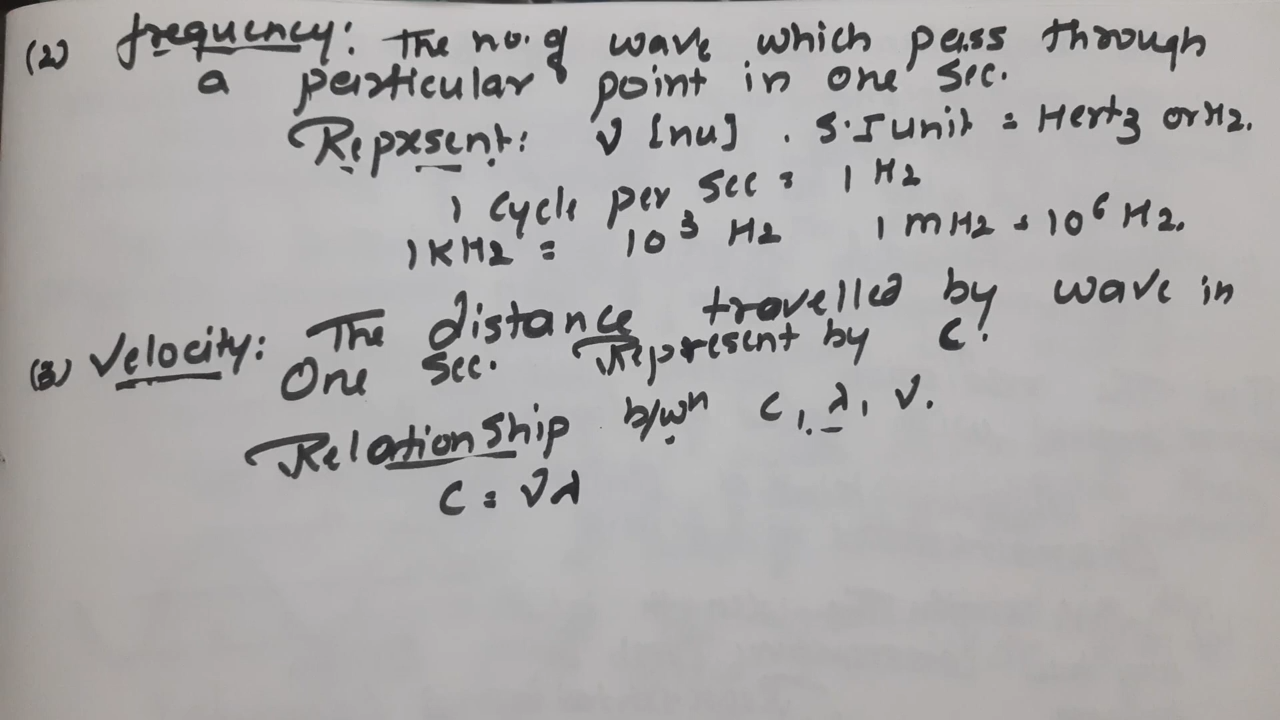 (2) frequency: The no. of wave which pass through
a particular point in one sec.
Represent: ν [nu] . S.I unit = Hertz or Hz.
1 cycle per sec = 1 Hz
1 KHz = 10³ Hz 1 mHz = 10⁶ Hz.
(3) Velocity: The distance travelled by wave in
One sec. Represent by C.
Relationship b/wn C, λ, ν.
C = νλ